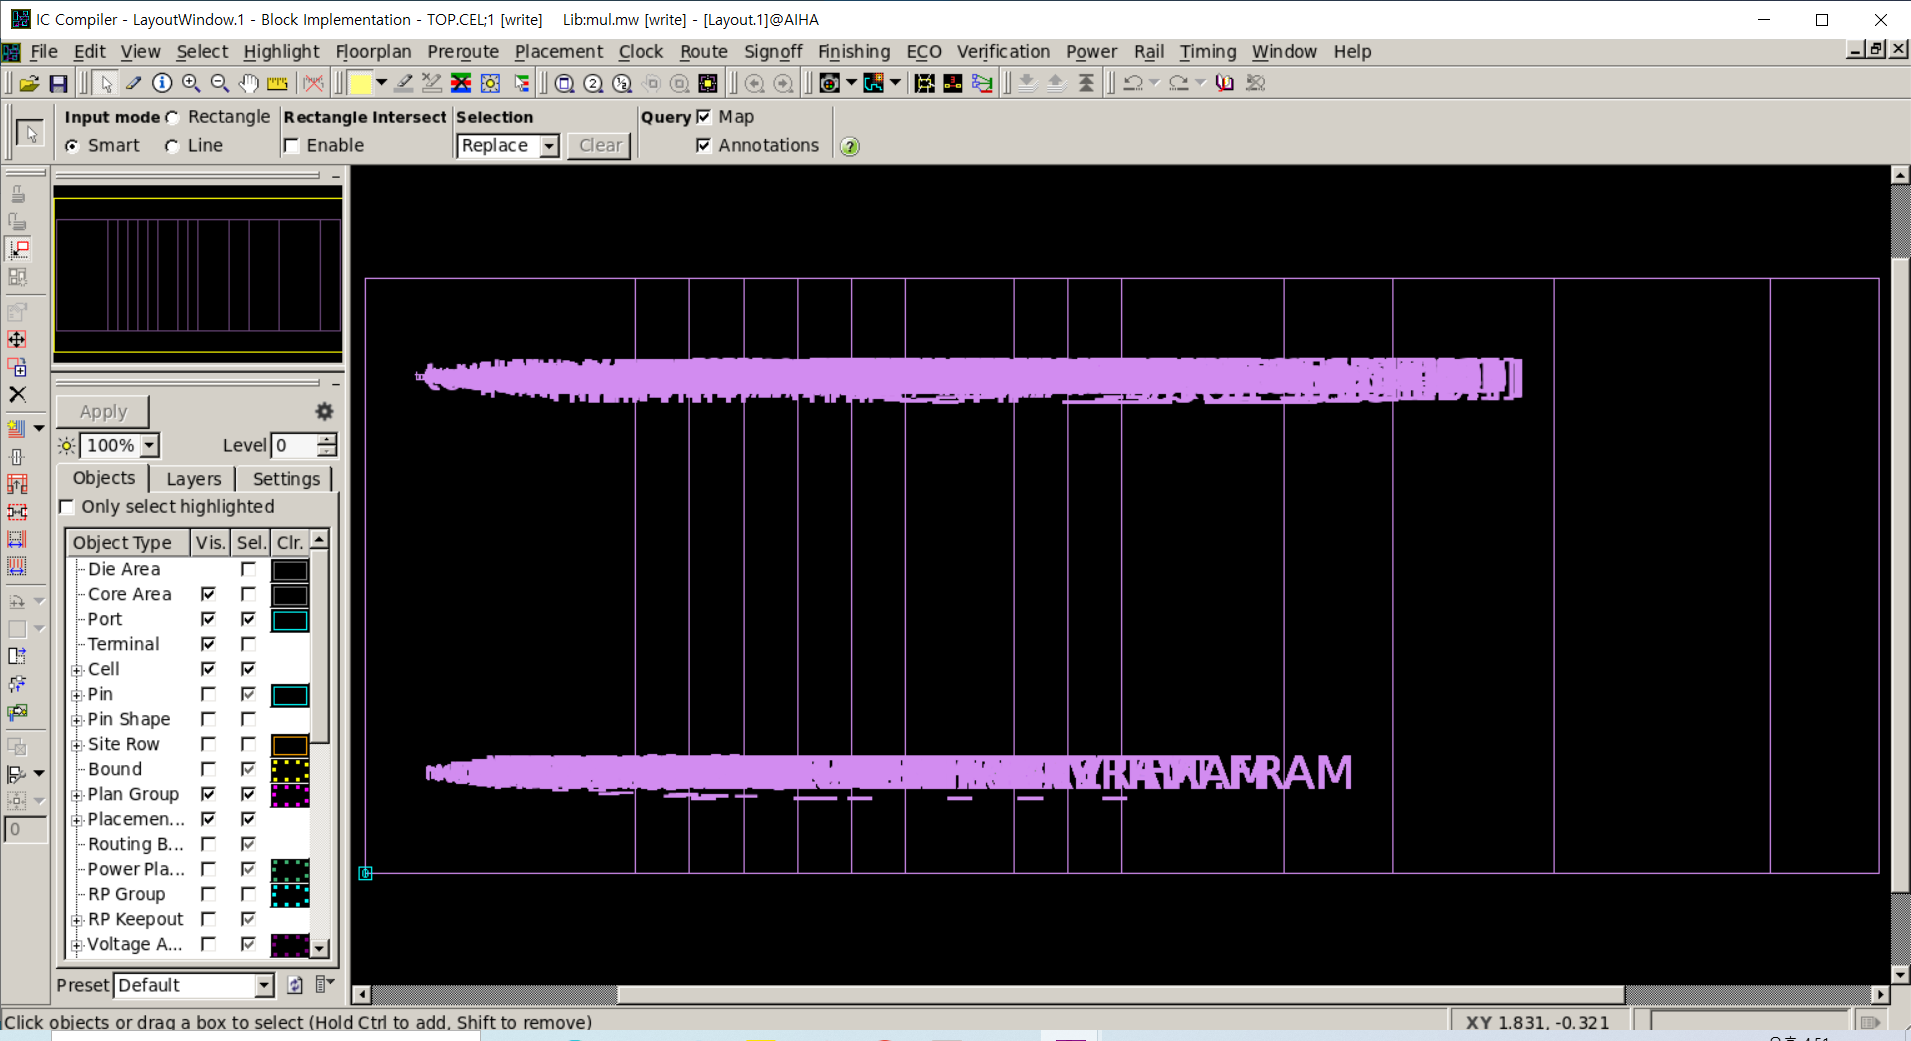 IC Compiler - LayoutWindow.1 - Block Implementation - TOP.CEL;1 [write] Lib:mul.mw [write] - [Layout.1]@AIHA
File Edit View Select Highlight Floorplan Preroute Placement Clock Route Signoff Finishing ECO Verification Power Rail Timing Window Help
Input mode Rectangle Rectangle Intersect Selection Query Map
Smart Line Enable Replace Clear Annotations
Apply
100% Level 0
Objects Layers Settings
Only select highlighted
Object Type Vis. Sel. Clr.
Die Area
Core Area
Port
Terminal
Cell
Pin
Pin Shape
Site Row
Bound
Plan Group
Placemen...
Routing B...
Power Pla...
RP Group
RP Keepout
Voltage A...
0
Preset Default
Click objects or drag a box to select (Hold Ctrl to add, Shift to remove)
XY 1.831, -0.321